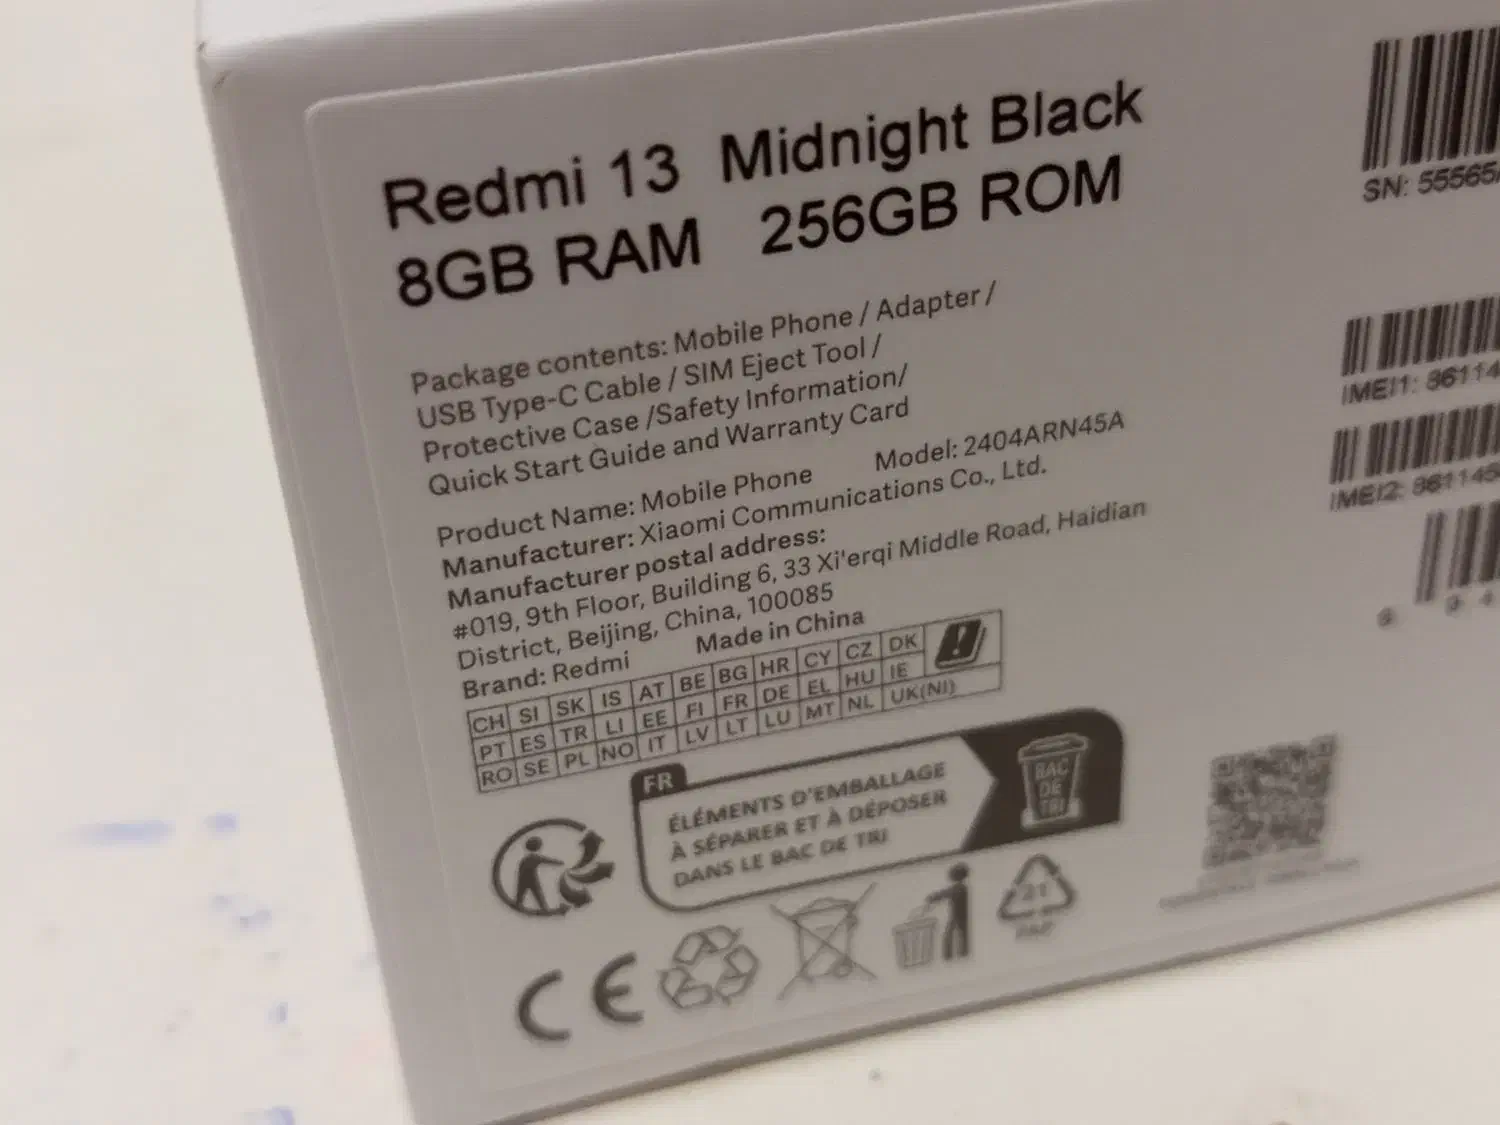 Redmi 13 Midnight Black
8GB RAM 256GB ROM
Package contents: Mobile Phone / Adapter /
USB Type-C Cable / SIM Eject Tool /
Protective Case /Safety Information/
Quick Start Guide and Warranty Card
Product Name: Mobile Phone Model: 2404ARN45A
Manufacturer: Xiaomi Communications Co., Ltd.
Manufacturer postal address:
#019, 9th Floor, Building 6, 33 Xi'erqi Middle Road, Haidian
District, Beijing, China, 100085
Brand: Redmi Made in China
CH SI SK IS AT BE BG HR CY CZ DK
PT ES TR LI EE FI FR DE EL HU IE
RO SE PL NO IT LV LT LU MT NL UK(NI)
FR
ÉLÉMENTS D'EMBALLAGE
À SÉPARER ET À DÉPOSER
DANS LE BAC DE TRI
BAC
DE
TRI
CE
21
PAP
SN: 55565
IMEI1: 86114
IMEI2: 861145